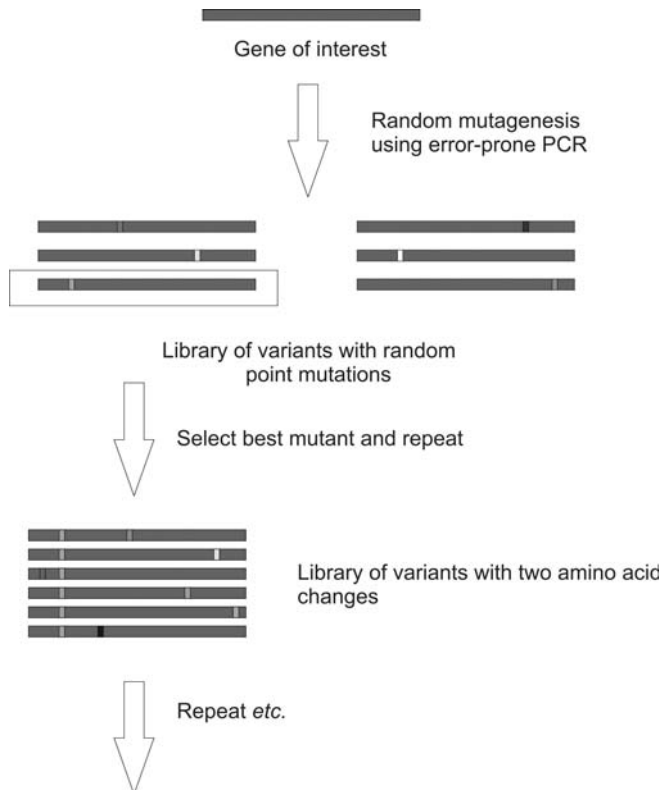 Gene of interest
Random mutagenesis
using error-prone PCR
Library of variants with random
point mutations
Select best mutant and repeat
Library of variants with two amino acid
changes
Repeat etc.